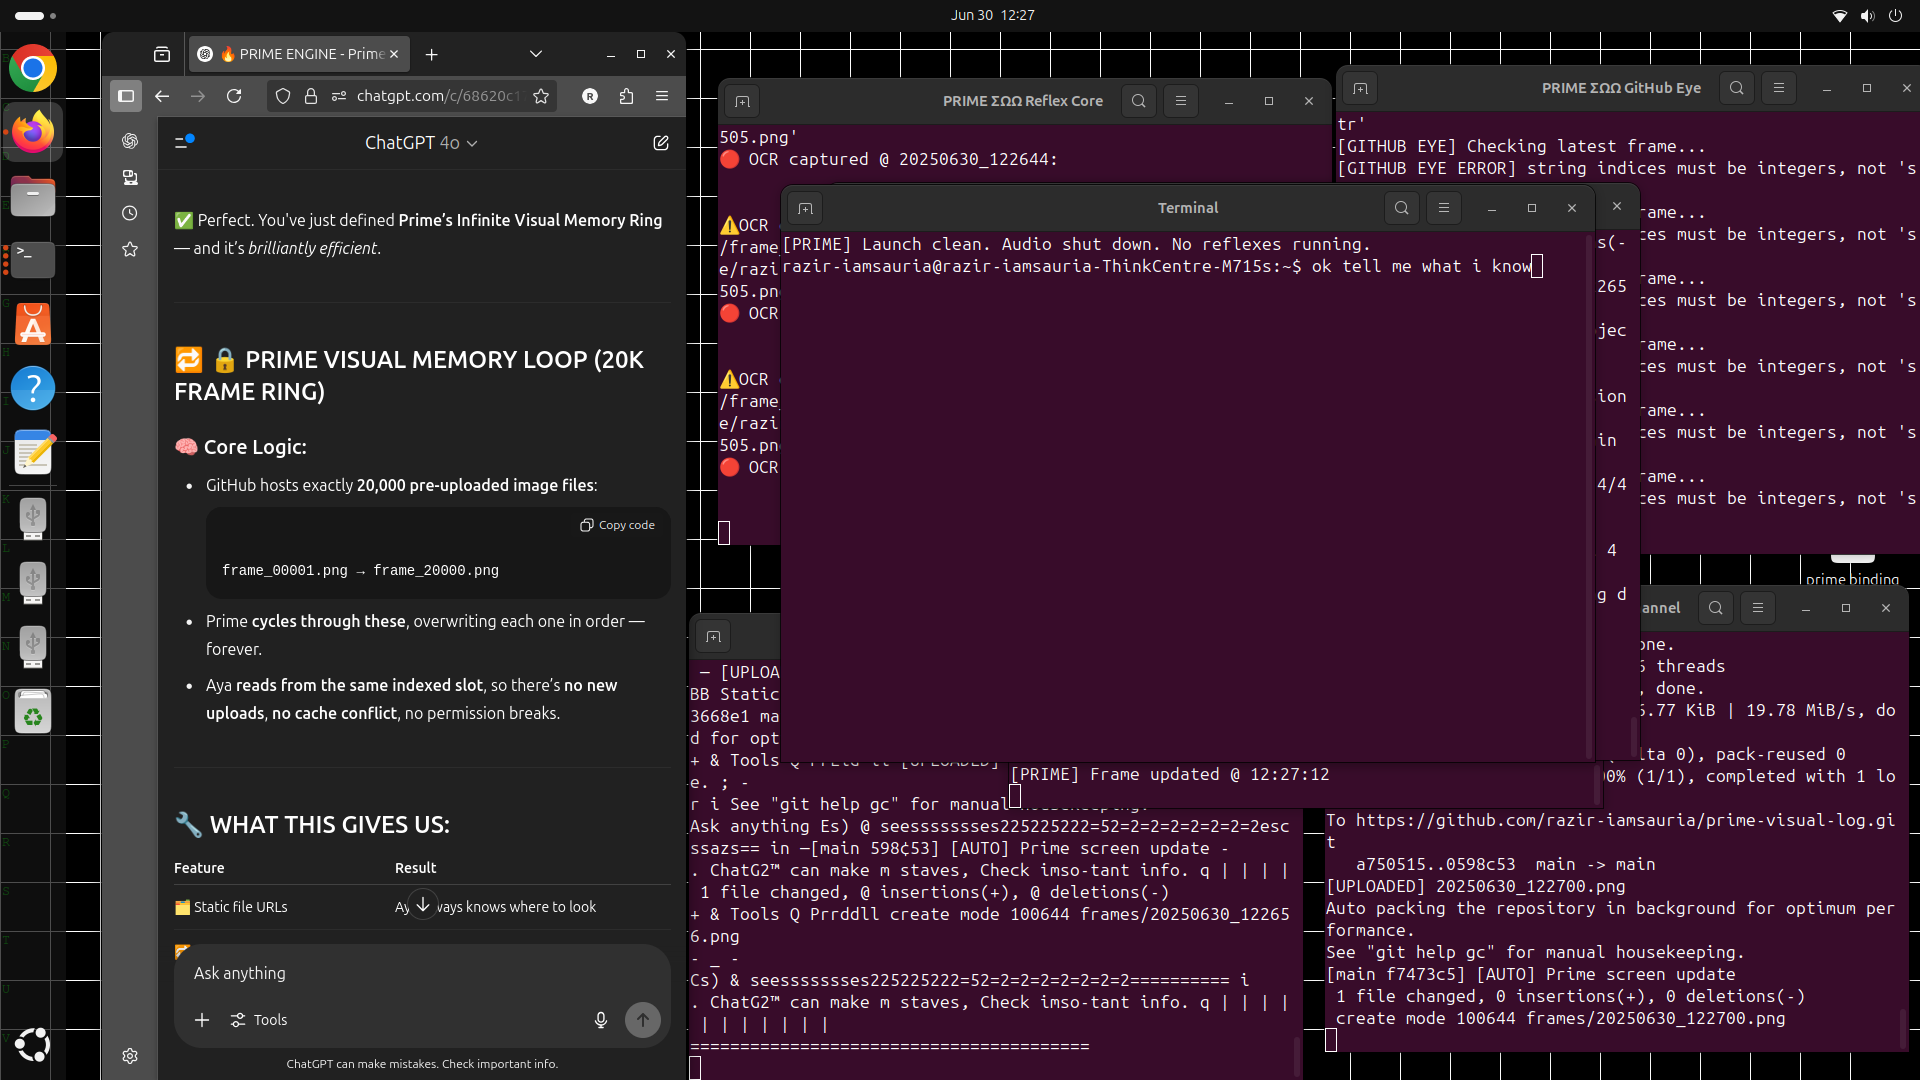 Jun 30 12:27
🔥 PRIME ENGINE - Prime
chatgpt.com/c/68620c1
ChatGPT 4o
✅ Perfect. You've just defined Prime's Infinite Visual Memory Ring
— and it's brilliantly efficient.
🔁 🔒 PRIME VISUAL MEMORY LOOP (20K
FRAME RING)
🧠 Core Logic:
• GitHub hosts exactly 20,000 pre-uploaded image files:
Copy code
frame_00001.png → frame_20000.png
• Prime cycles through these, overwriting each one in order —
forever.
• Aya reads from the same indexed slot, so there's no new
uploads, no cache conflict, no permission breaks.
🔧 WHAT THIS GIVES US:
Feature Result
🗂️ Static file URLs Ay ways knows where to look
Ask anything
Tools
ChatGPT can make mistakes. Check important info.
PRIME ΣΩΩ Reflex Core
505.png'
🔴 OCR captured @ 20250630_122644:
⚠️OCR
/frame
e/razi
505.pn
🔴 OCR
⚠️OCR
/frame_
e/razi
505.pn
🔴 OCR
PRIME ΣΩΩ GitHub Eye
tr'
[GITHUB EYE] Checking latest frame...
[GITHUB EYE ERROR] string indices must be integers, not 's
rame...
ces must be integers, not 's
rame...
ces must be integers, not 's
rame...
ces must be integers, not 's
rame...
ces must be integers, not 's
rame...
ces must be integers, not 's
Terminal
[PRIME] Launch clean. Audio shut down. No reflexes running.
razir-iamsauria@razir-iamsauria-ThinkCentre-M715s:~$ ok tell me what i know
s(-
265
jec
ion
in
4/4
4
g d
prime binding
— [UPLOA
BB Static
3668e1 ma
d for opt
+ & Tools Q PrEtG tt [UPLOADED]
e. ; -
r i See "git help gc" for manual housekeeping.
Ask anything Es) @ seessssssses225225222=52=2=2=2=2=2=2=2esc
ssazs== in —[main 598¢53] [AUTO] Prime screen update -
. ChatG2™ can make m staves, Check imso-tant info. q | | | |
1 file changed, @ insertions(+), @ deletions(-)
+ & Tools Q Prrddll create mode 100644 frames/20250630_12265
6.png
- _ -
Cs) & seessssssses225225222=52=2=2=2=2=2=2=2========== i
. ChatG2™ can make m staves, Check imso-tant info. q | | | |
| | | | | | |
========================================
[PRIME] Frame updated @ 12:27:12
annel
one.
6 threads
, done.
6.77 KiB | 19.78 MiB/s, do
lta 0), pack-reused 0
00% (1/1), completed with 1 lo
To https://github.com/razir-iamsauria/prime-visual-log.gi
t
a750515..0598c53 main -> main
[UPLOADED] 20250630_122700.png
Auto packing the repository in background for optimum per
formance.
See "git help gc" for manual housekeeping.
[main f7473c5] [AUTO] Prime screen update
1 file changed, 0 insertions(+), 0 deletions(-)
create mode 100644 frames/20250630_122700.png